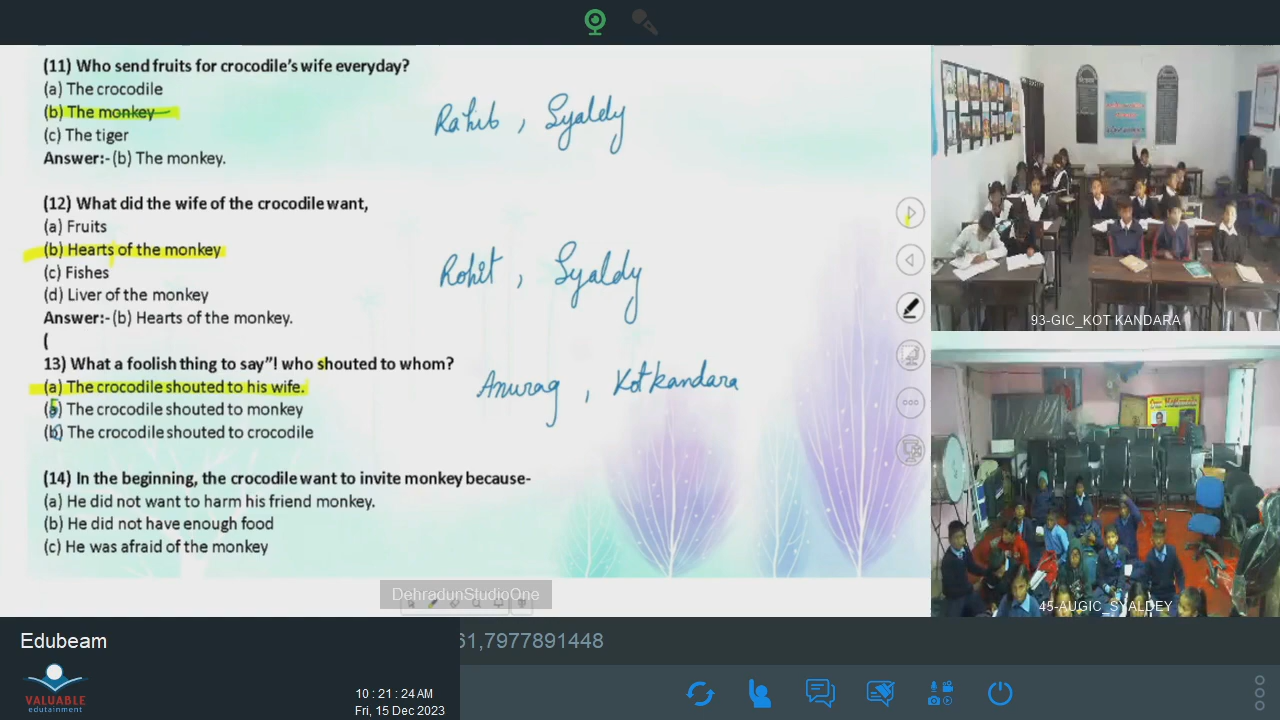 (11) Who send fruits for crocodile's wife everyday?
(a) The crocodile
(b) The monkey
(c) The tiger
Answer:- (b) The monkey.
Rahib , Syaldy
(12) What did the wife of the crocodile want,
(a) Fruits
(b) Hearts of the monkey
(c) Fishes
(d) Liver of the monkey
Answer:- (b) Hearts of the monkey.
Rohit , Syaldy
(
13) What a foolish thing to say"! who shouted to whom?
(a) The crocodile shouted to his wife.
(b) The crocodile shouted to monkey
(c) The crocodile shouted to crocodile
Anurag , Kotkandara
(14) In the beginning, the crocodile want to invite monkey because-
(a) He did not want to harm his friend monkey.
(b) He did not have enough food
(c) He was afraid of the monkey
DehradunStudioOne
93-GIC_KOT KANDARA
45-AUGIC_SYALDEY
Edubeam
61,7977891448
VALUABLE
edutainment
10 : 21 : 24 AM
Fri, 15 Dec 2023